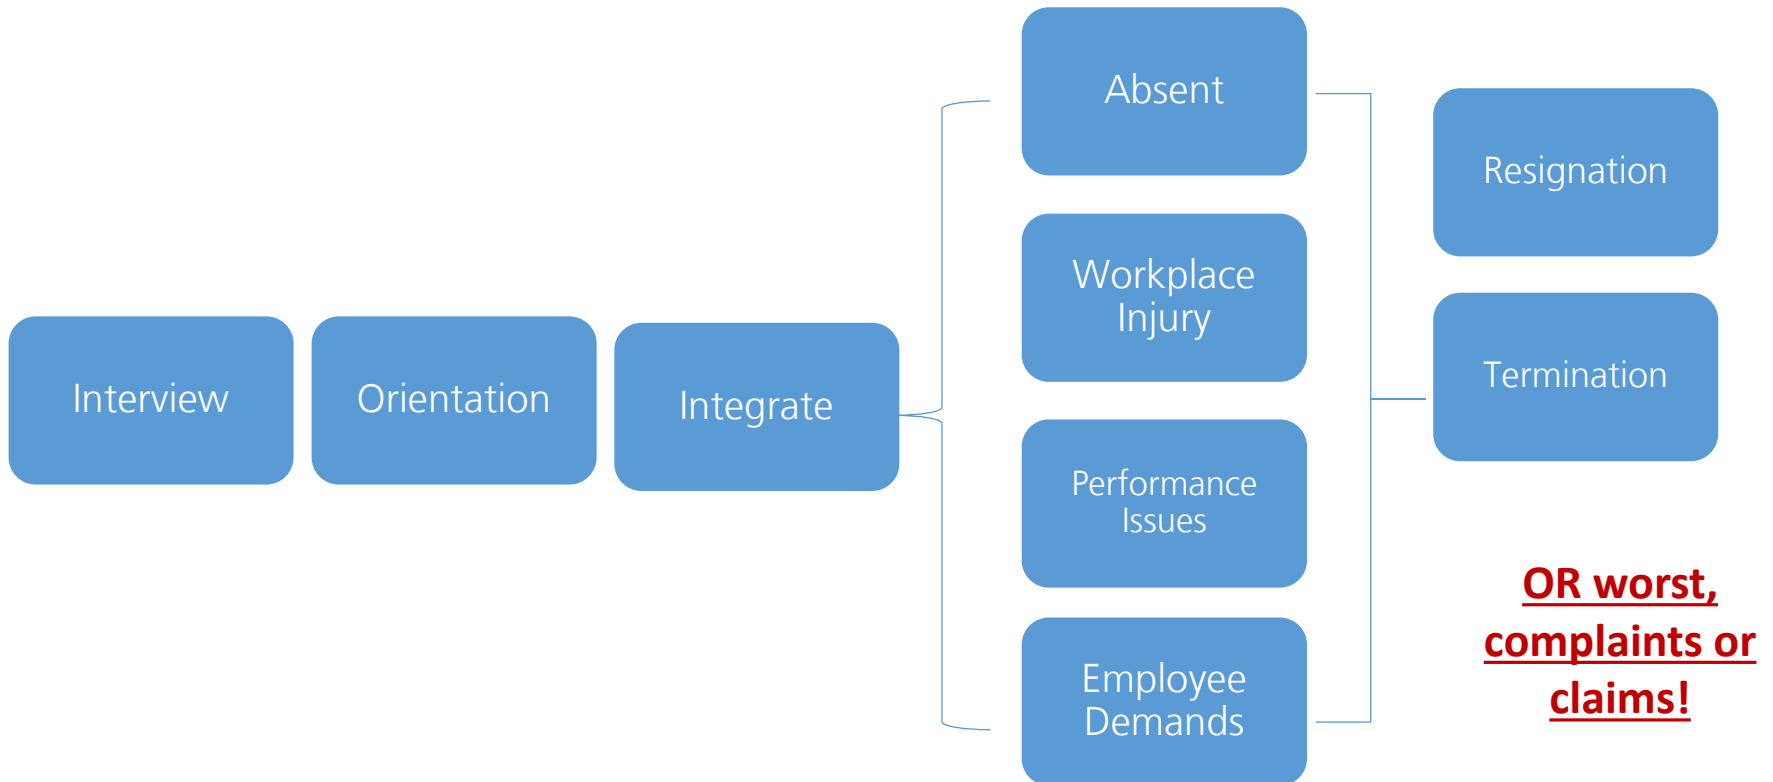 Interview
Orientation
Integrate
Absent
Workplace
Injury
Performance
Issues
Employee
Demands
Resignation
Termination
OR worst,
complaints or
claims!